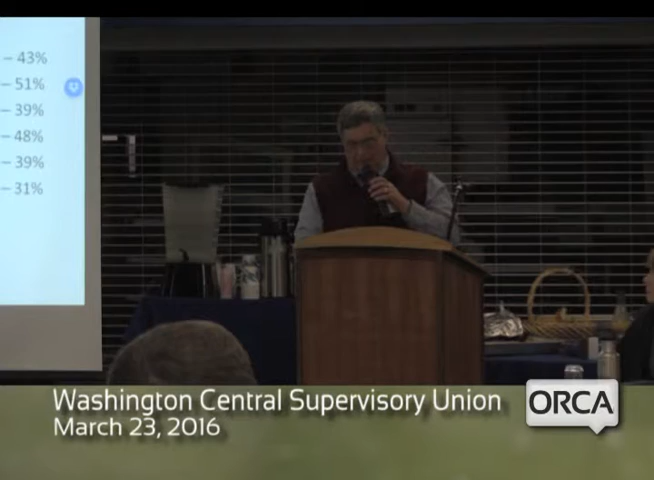 – 43%
– 51%
– 39%
– 48%
– 39%
– 31%
Washington Central Supervisory Union
March 23, 2016
ORCA